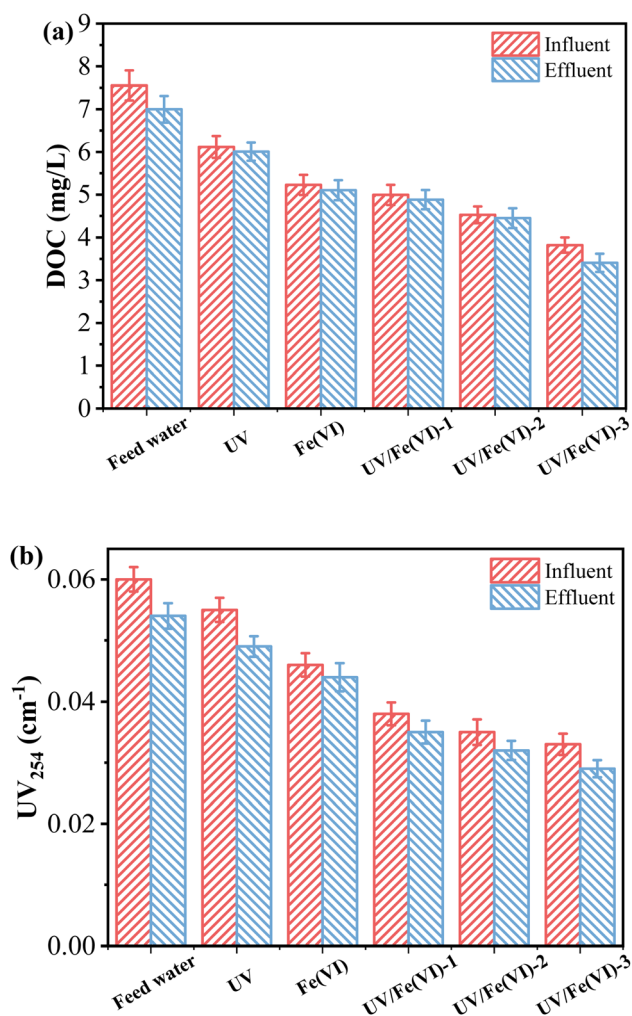 (a)
9
8
7
6
5
4
3
2
1
0
DOC (mg/L)
Influent
Effluent
Feed water
UV
Fe(VI)
UV/Fe(VI)-1
UV/Fe(VI)-2
UV/Fe(VI)-3
(b)
0.06
0.04
0.02
0.00
UV254 (cm-1)
Influent
Effluent
Feed water
UV
Fe(VI)
UV/Fe(VI)-1
UV/Fe(VI)-2
UV/Fe(VI)-3